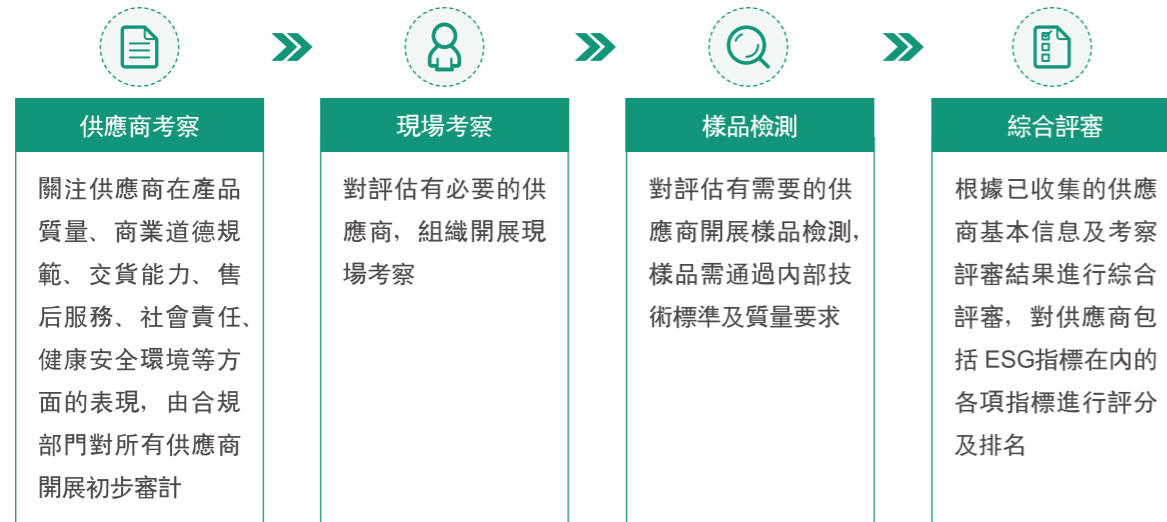 供應商考察
關注供應商在產品
質量、商業道德規
範、交貨能力、售
后服務、社會責任、
健康安全環境等方
面的表現，由合規
部門對所有供應商
開展初步審計
現場考察
對評估有必要的供
應商，組織開展現
場考察
樣品檢測
對評估有需要的供
應商開展樣品檢測，
樣品需通過内部技
術標準及質量要求
綜合評審
根據已收集的供應
商基本信息及考察
評審結果進行綜合
評審，對供應商包
括 ESG指標在内的
各項指標進行評分
及排名